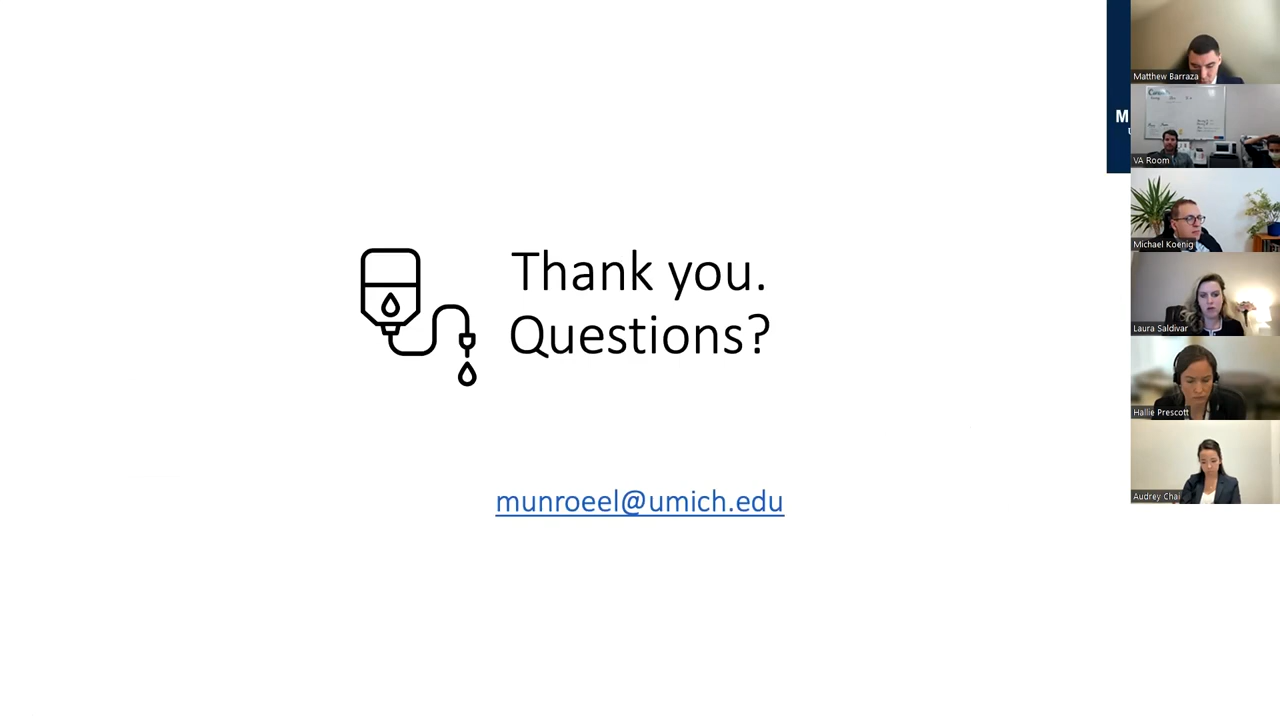 Thank you.
Questions?
munroeel@umich.edu
M
Matthew Barraza
VA Room
Michael Koenig
Laura Saldivar
Hallie Prescott
Audrey Chai